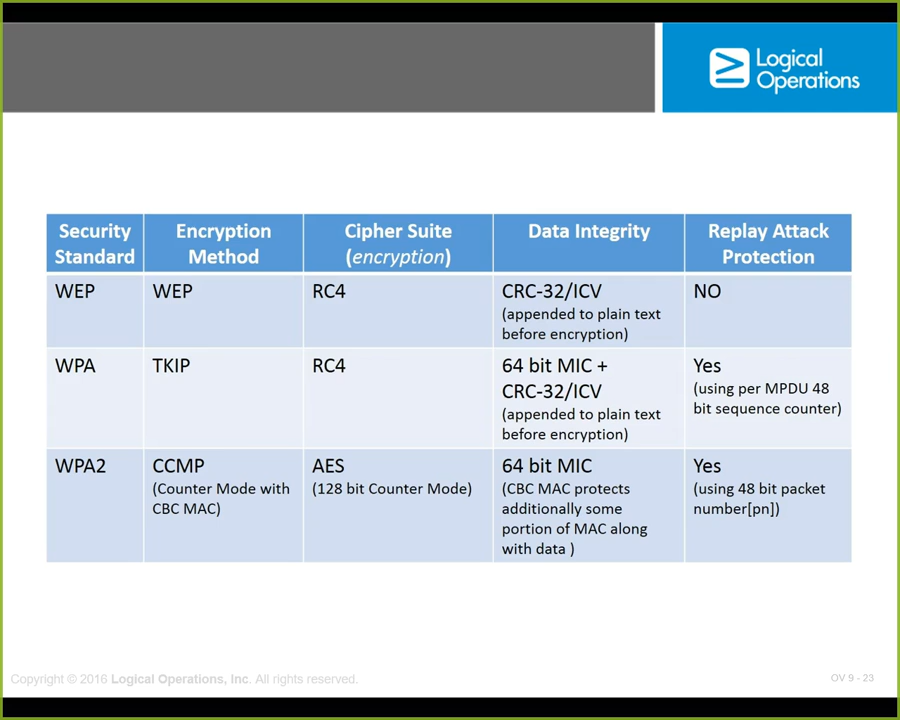 Logical
Operations
Security
Standard
Encryption
Method
Cipher Suite
(encryption)
Data Integrity
Replay Attack
Protection
WEP
WEP
RC4
CRC-32/ICV
(appended to plain text
before encryption)
NO
WPA
TKIP
RC4
64 bit MIC +
CRC-32/ICV
(appended to plain text
before encryption)
Yes
(using per MPDU 48
bit sequence counter)
WPA2
CCMP
(Counter Mode with
CBC MAC)
AES
(128 bit Counter Mode)
64 bit MIC
(CBC MAC protects
additionally some
portion of MAC along
with data )
Yes
(using 48 bit packet
number[pn])
Copyright © 2016 Logical Operations, Inc. All rights reserved.
OV 9 - 23